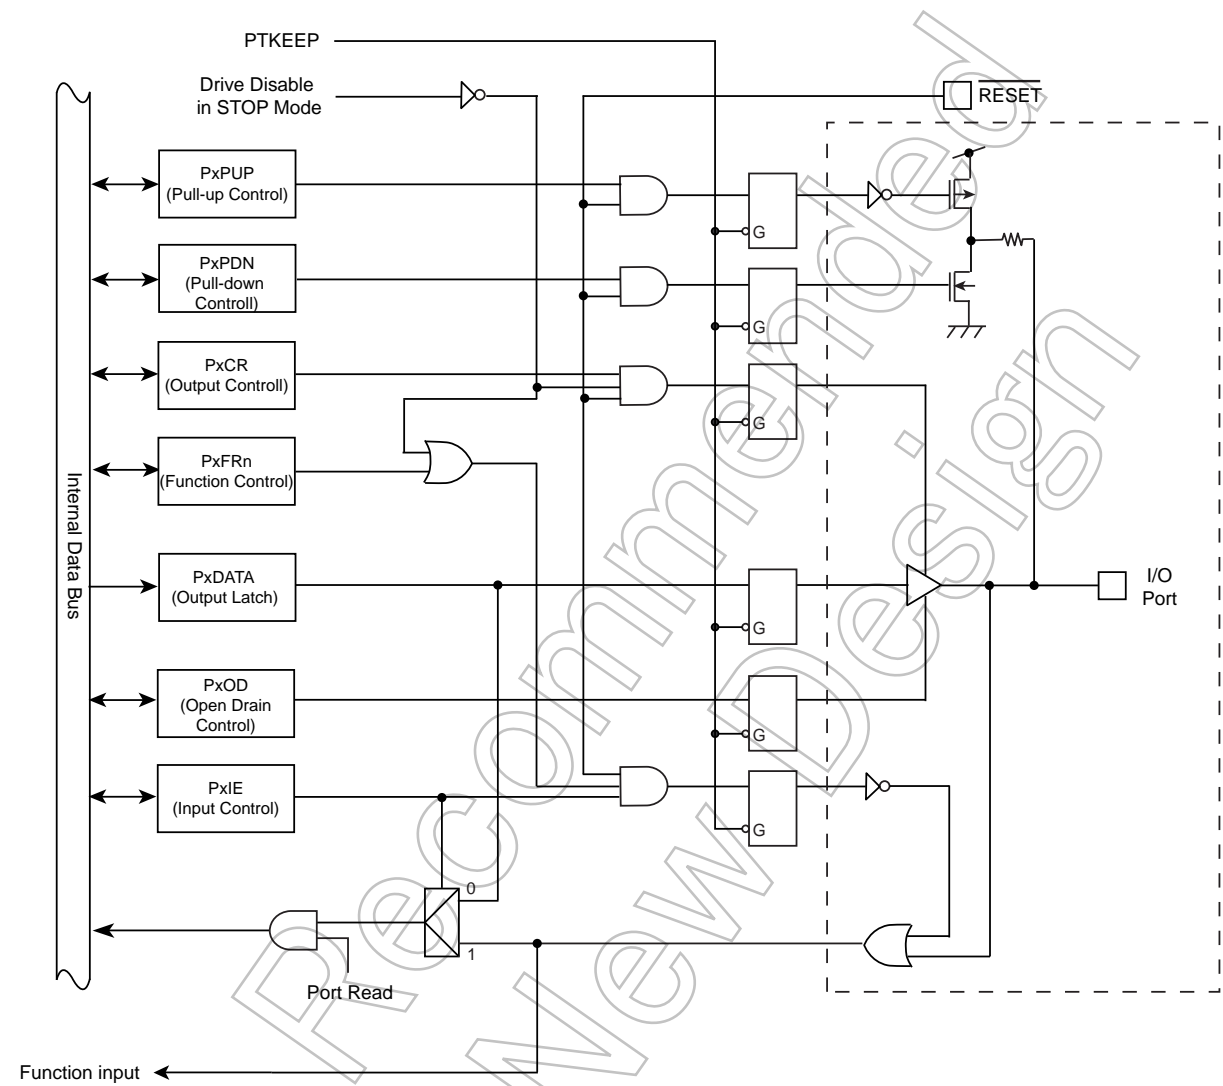 PTKEEP
Drive Disable
in STOP Mode
RESET
PxPUP
(Pull-up Control)
G
PxPDN
(Pull-down
Controll)
G
PxCR
(Output Controll)
G
PxFRn
(Function Control)
Internal Data Bus
PxDATA
(Output Latch)
G
I/O
Port
PxOD
(Open Drain
Control)
G
PxIE
(Input Control)
G
0
1
Port Read
Function input
Recommended
New Design